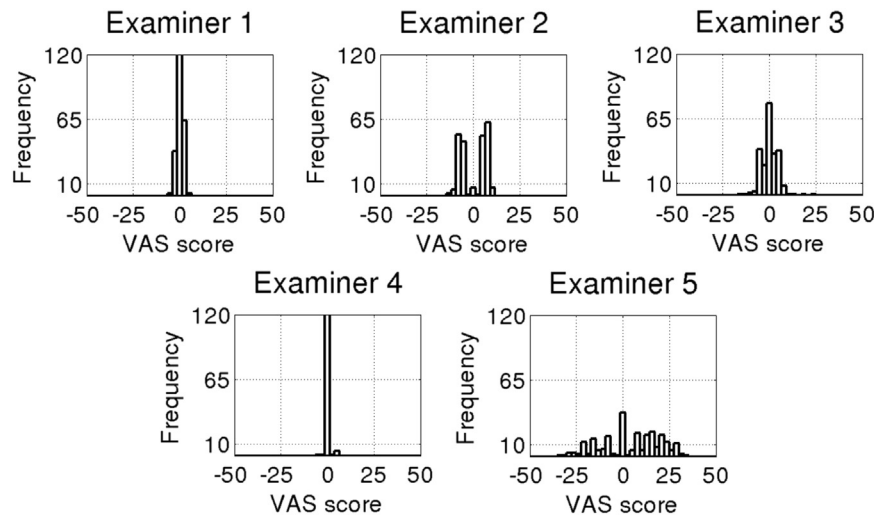 Examiner 1
120
65
10
Frequency
-50 -25 0 25 50
VAS score
Examiner 2
120
65
10
Frequency
-50 -25 0 25 50
VAS score
Examiner 3
120
65
10
Frequency
-50 -25 0 25 50
VAS score
Examiner 4
120
65
10
Frequency
-50 -25 0 25 50
VAS score
Examiner 5
120
65
10
Frequency
-50 -25 0 25 50
VAS score